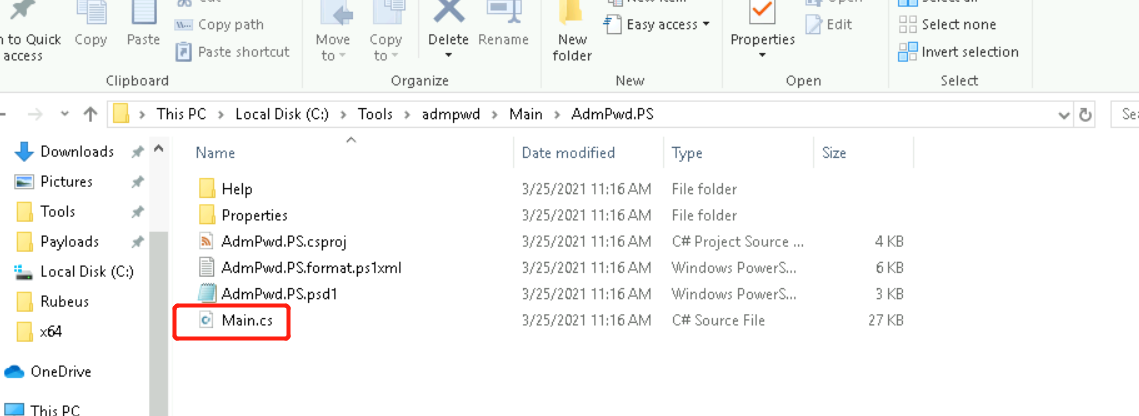 Copy path
n to Quick access
Copy
Paste
Paste shortcut
Clipboard
Move to
Copy to
Delete
Rename
Organize
New folder
Easy access
New
Properties
Edit
Open
Select none
Invert selection
Select
This PC > Local Disk (C:) > Tools > admpwd > Main > AdmPwd.PS
Sea
Name Date modified Type Size
Downloads
Pictures
Tools
Payloads
Local Disk (C:)
Rubeus
x64
OneDrive
This PC
Help 3/25/2021 11:16 AM File folder
Properties 3/25/2021 11:16 AM File folder
AdmPwd.PS.csproj 3/25/2021 11:16 AM C# Project Source ... 4 KB
AdmPwd.PS.format.ps1xml 3/25/2021 11:16 AM Windows PowerS... 6 KB
AdmPwd.PS.psd1 3/25/2021 11:16 AM Windows PowerS... 3 KB
Main.cs 3/25/2021 11:16 AM C# Source File 27 KB